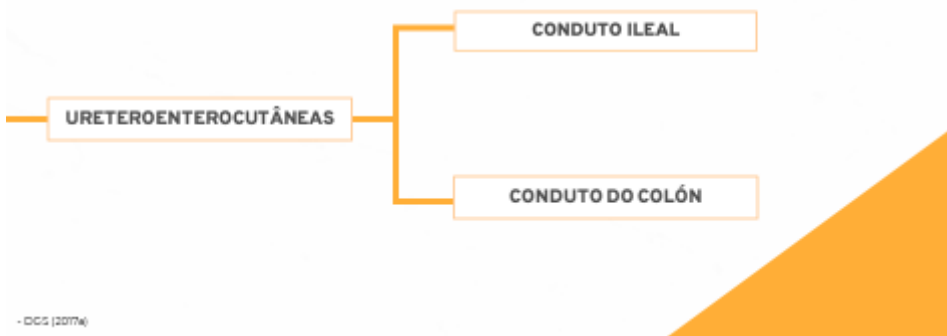 CONDUTO ILEAL
URETEROENTEROCUTÂNEAS
CONDUTO DO COLÓN
- DGS (2017a)